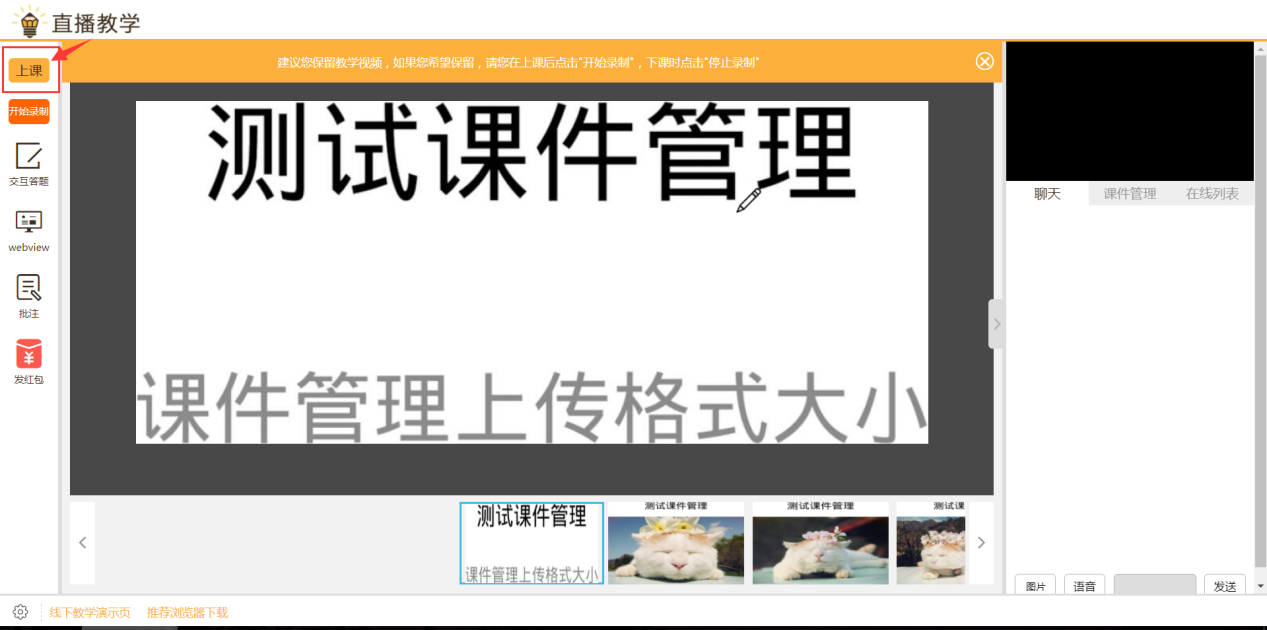 直播教学
上课
建议您保留教学视频，如果您希望保留，请您在上课后点击"开始录制"，下课时点击"停止录制"
开始录制
交互答题
webview
批注
发红包
测试课件管理
课件管理上传格式大小
聊天 课件管理 在线列表
测试课件管理
课件管理上传格式大小
测试课件管理
测试课件管理
测试课
图片 语音 发送
线下教学演示页 推荐浏览器下载